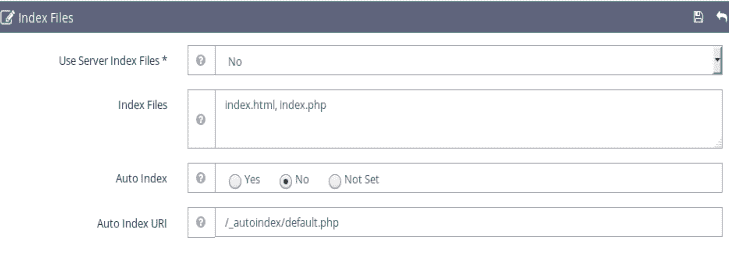 Index Files
Use Server Index Files * No
Index Files index.html, index.php
Auto Index Yes No Not Set
Auto Index URI /_autoindex/default.php